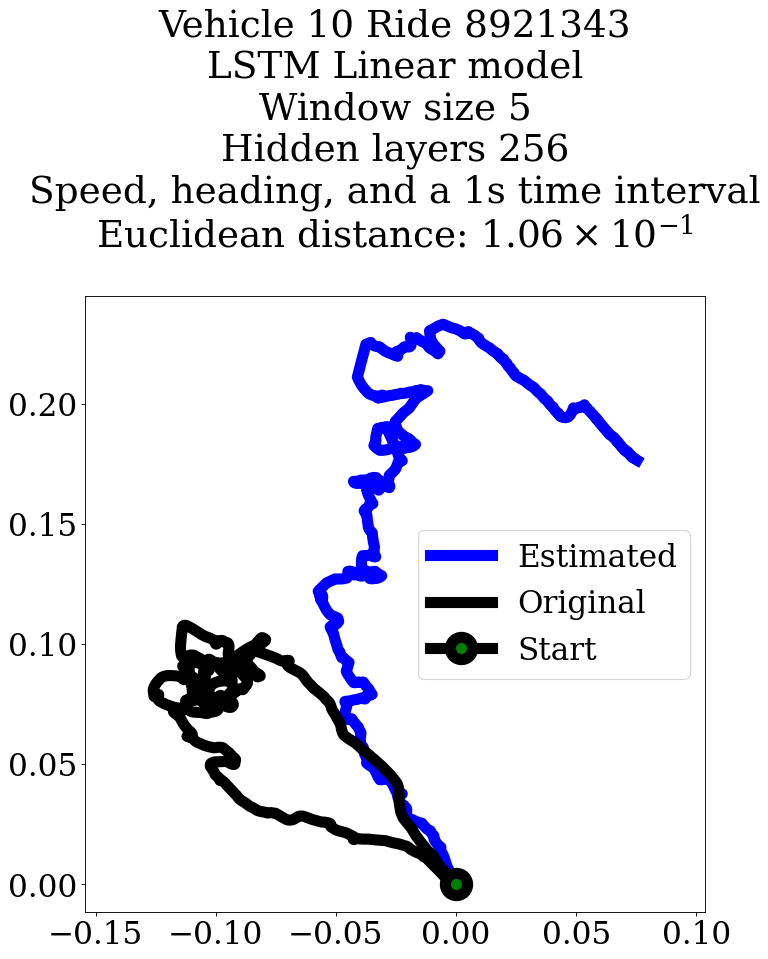 Vehicle 10 Ride 8921343
LSTM Linear model
Window size 5
Hidden layers 256
Speed, heading, and a 1s time interval
Euclidean distance: 1.06 × 10⁻¹
0.20
0.15
0.10
0.05
0.00
Estimated
Original
Start
−0.15 −0.10 −0.05 0.00 0.05 0.10